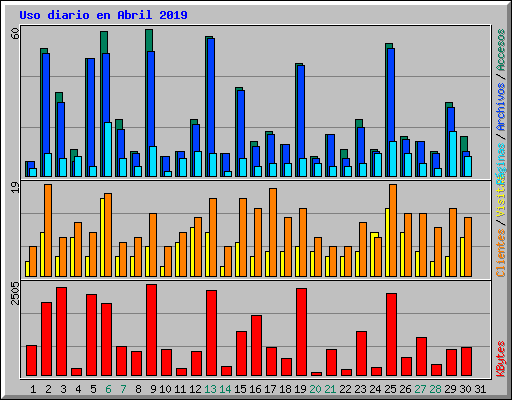 Uso diario en Abril 2019
60
19
2505
Accesos / Archivos / Páginas
Clientes / visitas
KBytes
1 2 3 4 5 6 7 8 9 10 11 12 13 14 15 16 17 18 19 20 21 22 23 24 25 26 27 28 29 30 31